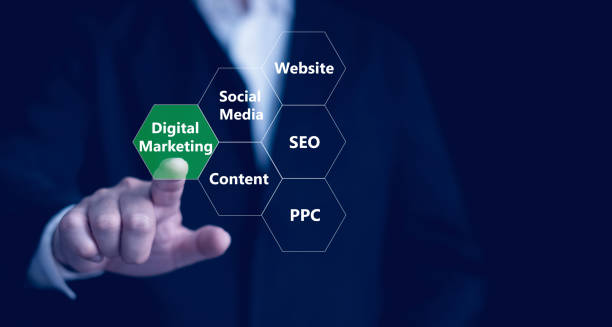 Website
Social
Media
Digital
Marketing
SEO
Content
PPC